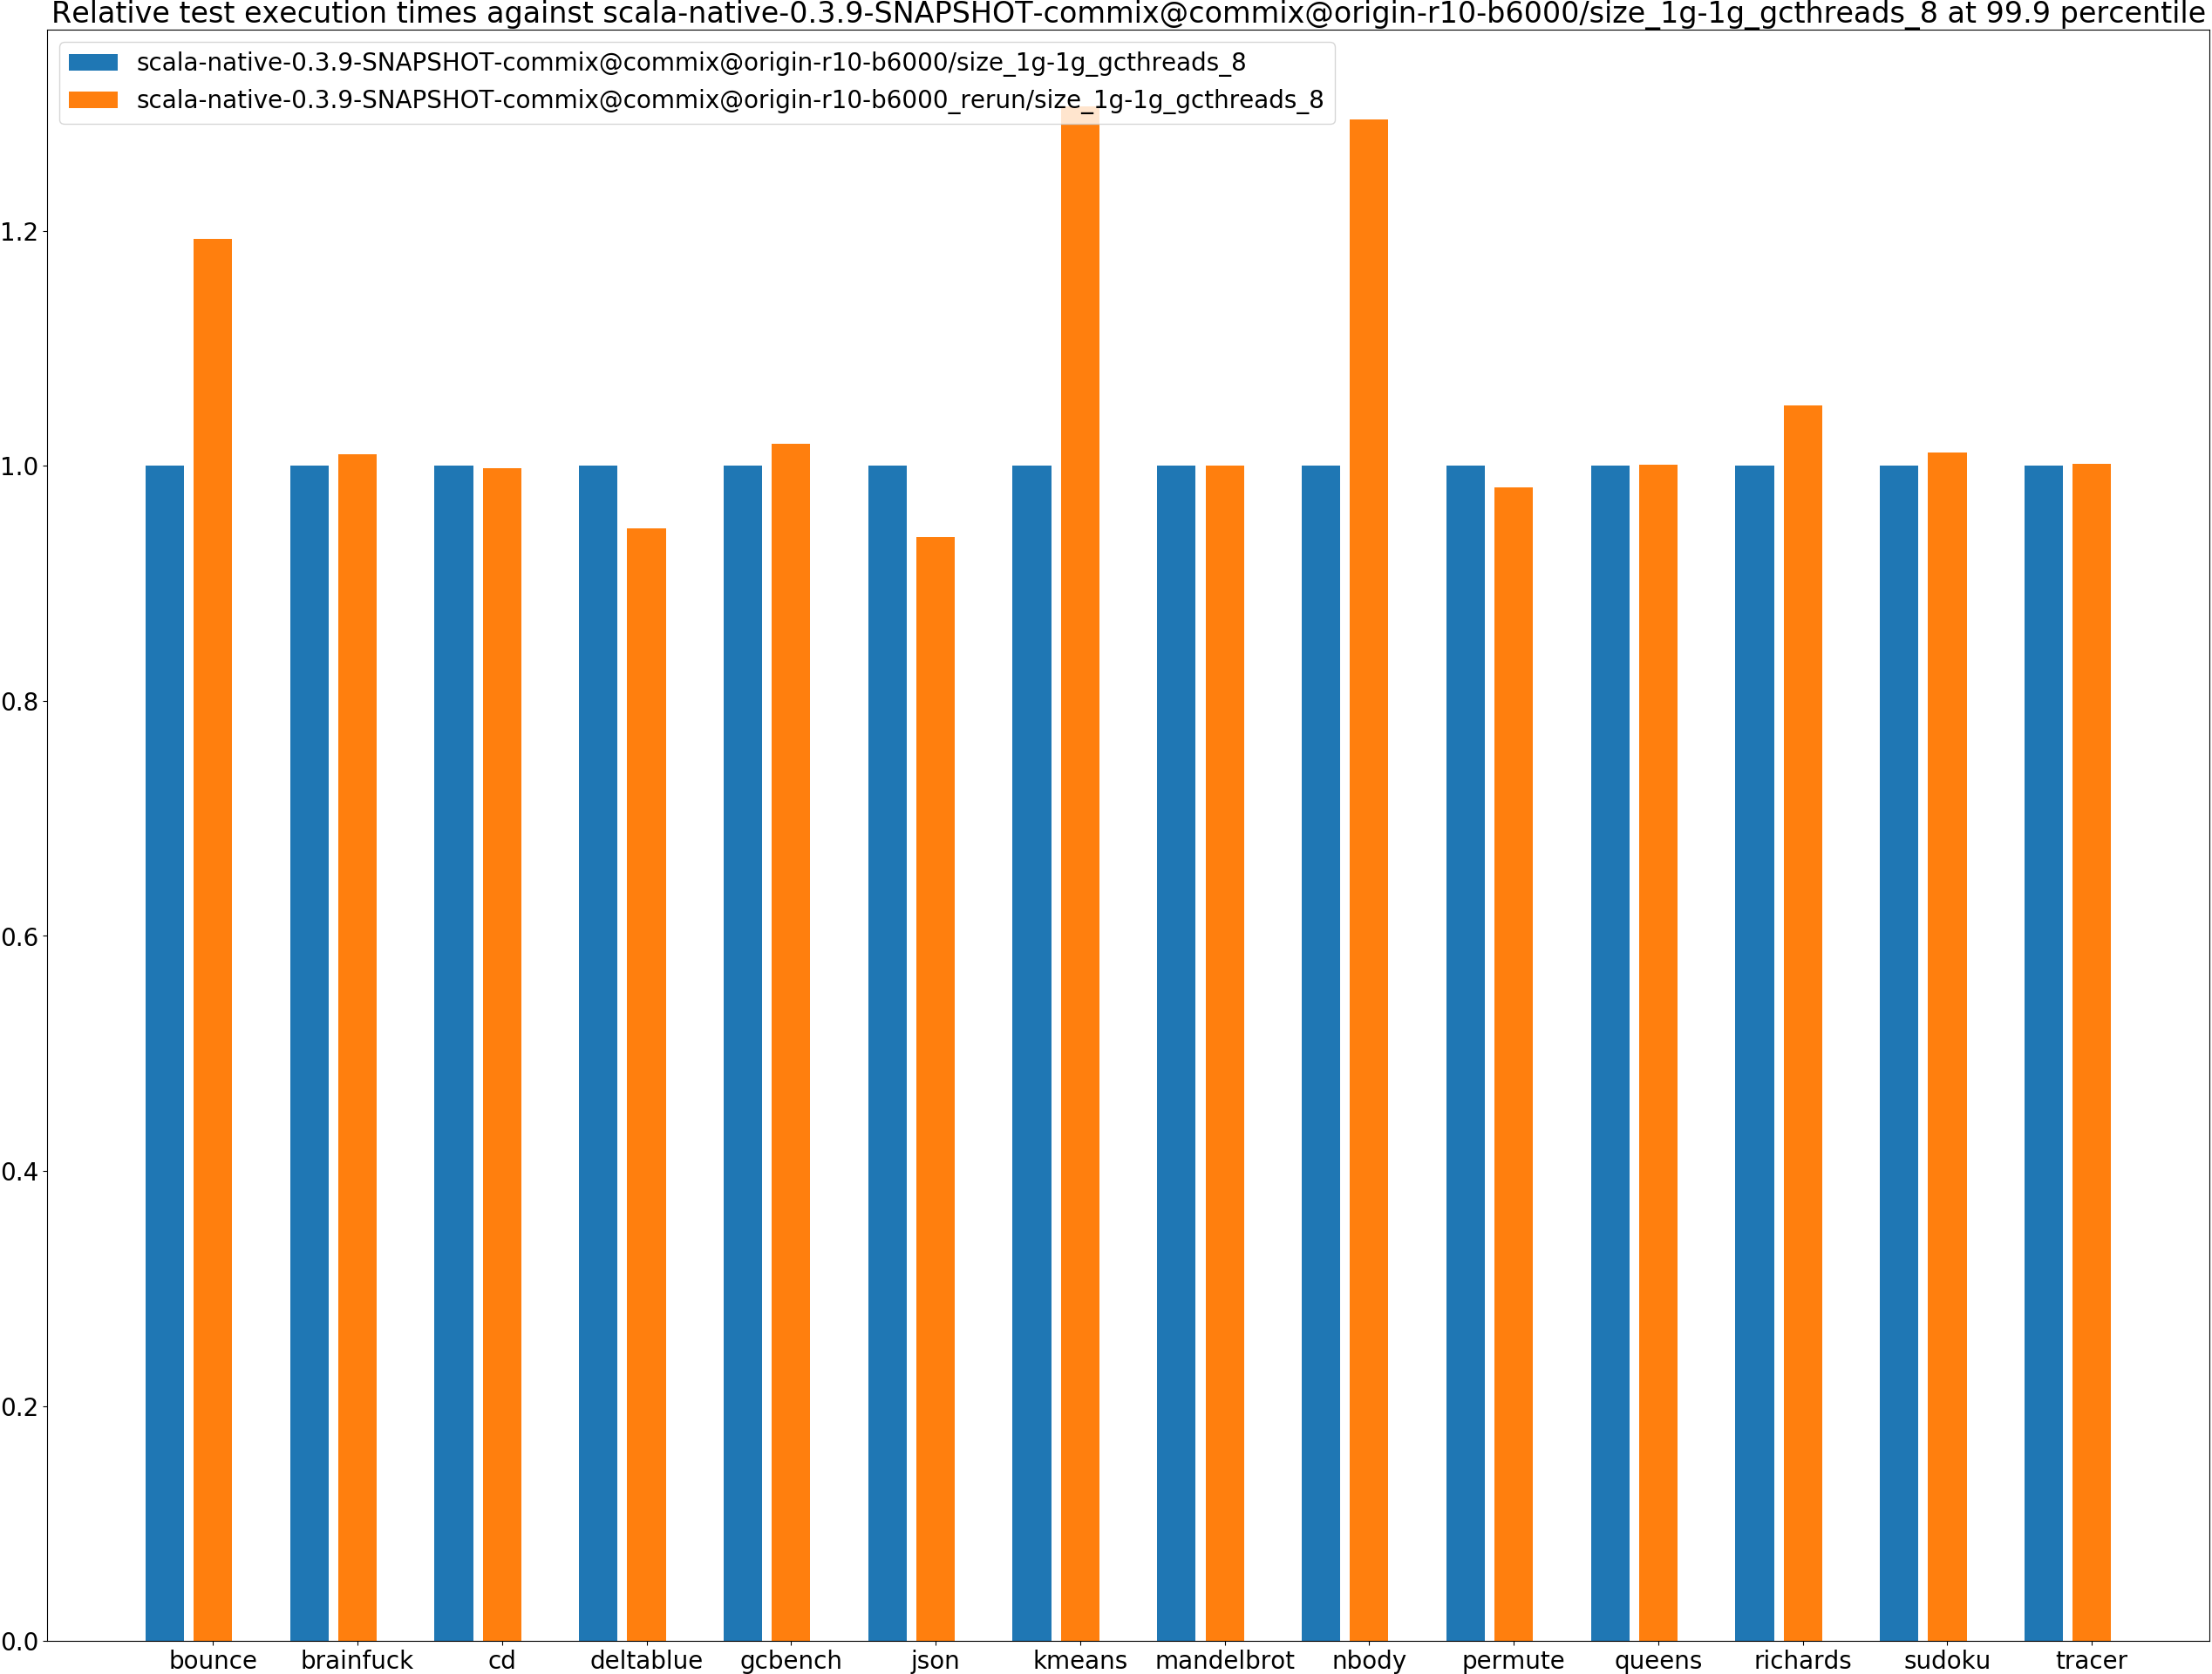 Relative test execution times against scala-native-0.3.9-SNAPSHOT-commix@commix@origin-r10-b6000/size_1g-1g_gcthreads_8 at 99.9 percentile
scala-native-0.3.9-SNAPSHOT-commix@commix@origin-r10-b6000/size_1g-1g_gcthreads_8
scala-native-0.3.9-SNAPSHOT-commix@commix@origin-r10-b6000_rerun/size_1g-1g_gcthreads_8
1.2
1.0
0.8
0.6
0.4
0.2
0.0
bounce brainfuck cd deltablue gcbench json kmeans mandelbrot nbody permute queens richards sudoku tracer